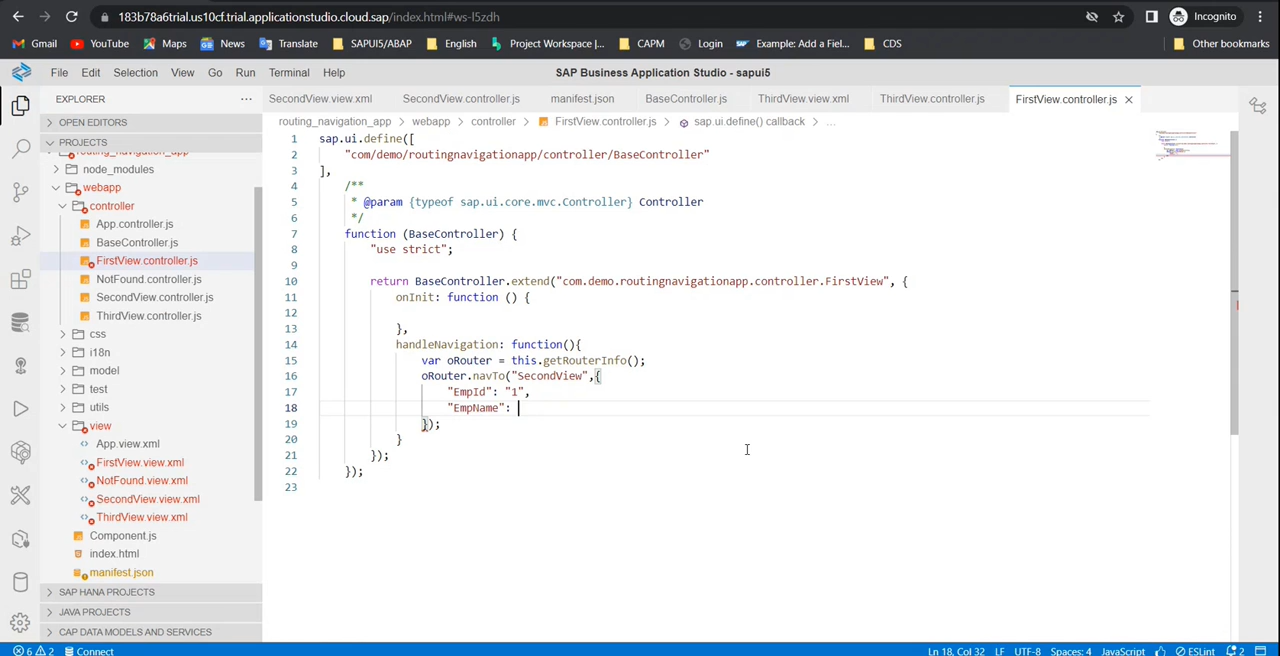 183b78a6trial.us10cf.trial.applicationstudio.cloud.sap/index.html#ws-l5zdh
Incognito
Gmail YouTube Maps News Translate SAPUI5/ABAP English Project Workspace |... CAPM Login Example: Add a Fiel... CDS Other bookmarks
File Edit Selection View Go Run Terminal Help SAP Business Application Studio - sapui5
EXPLORER ... SecondView.view.xml SecondView.controller.js manifest.json BaseController.js ThirdView.view.xml ThirdView.controller.js FirstView.controller.js
OPEN EDITORS
routing_navigation_app > webapp > controller > FirstView.controller.js > sap.ui.define() callback > ...
PROJECTS
routing_navigation_app
node_modules
webapp
controller
App.controller.js
BaseController.js
FirstView.controller.js
NotFound.controller.js
SecondView.controller.js
ThirdView.controller.js
css
i18n
model
test
utils
view
App.view.xml
FirstView.view.xml
NotFound.view.xml
SecondView.view.xml
ThirdView.view.xml
Component.js
index.html
manifest.json
SAP HANA PROJECTS
JAVA PROJECTS
CAP DATA MODELS AND SERVICES
1 sap.ui.define([
2 "com/demo/routingnavigationapp/controller/BaseController"
3 ],
4 /**
5 * @param {typeof sap.ui.core.mvc.Controller} Controller
6 */
7 function (BaseController) {
8 "use strict";
9
10 return BaseController.extend("com.demo.routingnavigationapp.controller.FirstView", {
11 onInit: function () {
12
13 },
14 handleNavigation: function(){
15 var oRouter = this.getRouterInfo();
16 oRouter.navTo("SecondView",{
17 "EmpId": "1",
18 "EmpName":
19 });
20 }
21 });
22 });
23
6 2 Connect Ln 18, Col 32 LF UTF-8 Spaces: 4 JavaScript ESLint 2